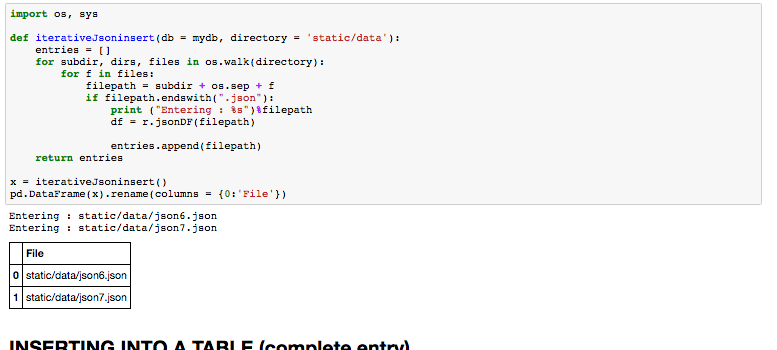 import os, sys
def iterativeJsoninsert(db = mydb, directory = 'static/data'):
    entries = []
    for subdir, dirs, files in os.walk(directory):
        for f in files:
            filepath = subdir + os.sep + f
            if filepath.endswith(".json"):
                print ("Entering : %s")%filepath
                df = r.jsonDF(filepath)
                entries.append(filepath)
    return entries
x = iterativeJsoninsert()
pd.DataFrame(x).rename(columns = {0:'File'})
Entering : static/data/json6.json
Entering : static/data/json7.json
File
0 static/data/json6.json
1 static/data/json7.json
INSERTING INTO A TABLE (complete entry)